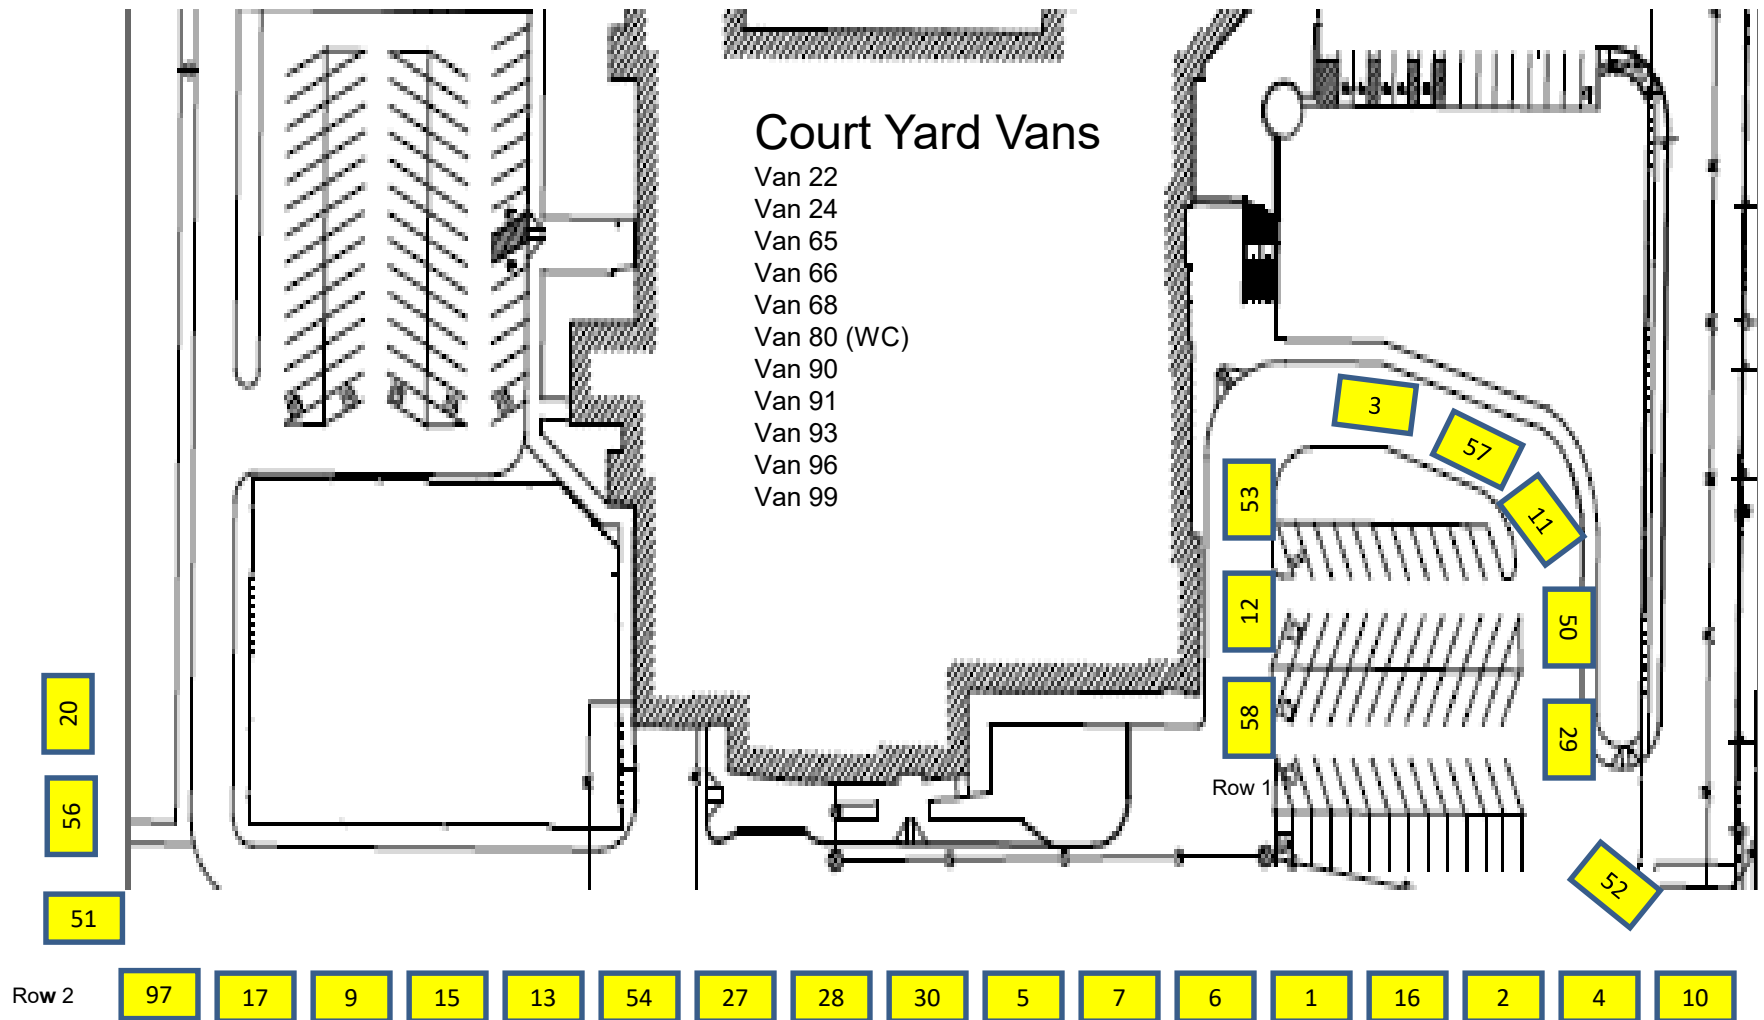 Court Yard Vans
Van 22
Van 24
Van 65
Van 66
Van 68
Van 80 (WC)
Van 90
Van 91
Van 93
Van 96
Van 99
3
57
53
11
12
50
20
58
29
Row 1
56
52
51
Row 2 97 17 9 15 13 54 27 28 30 5 7 6 1 16 2 4 10